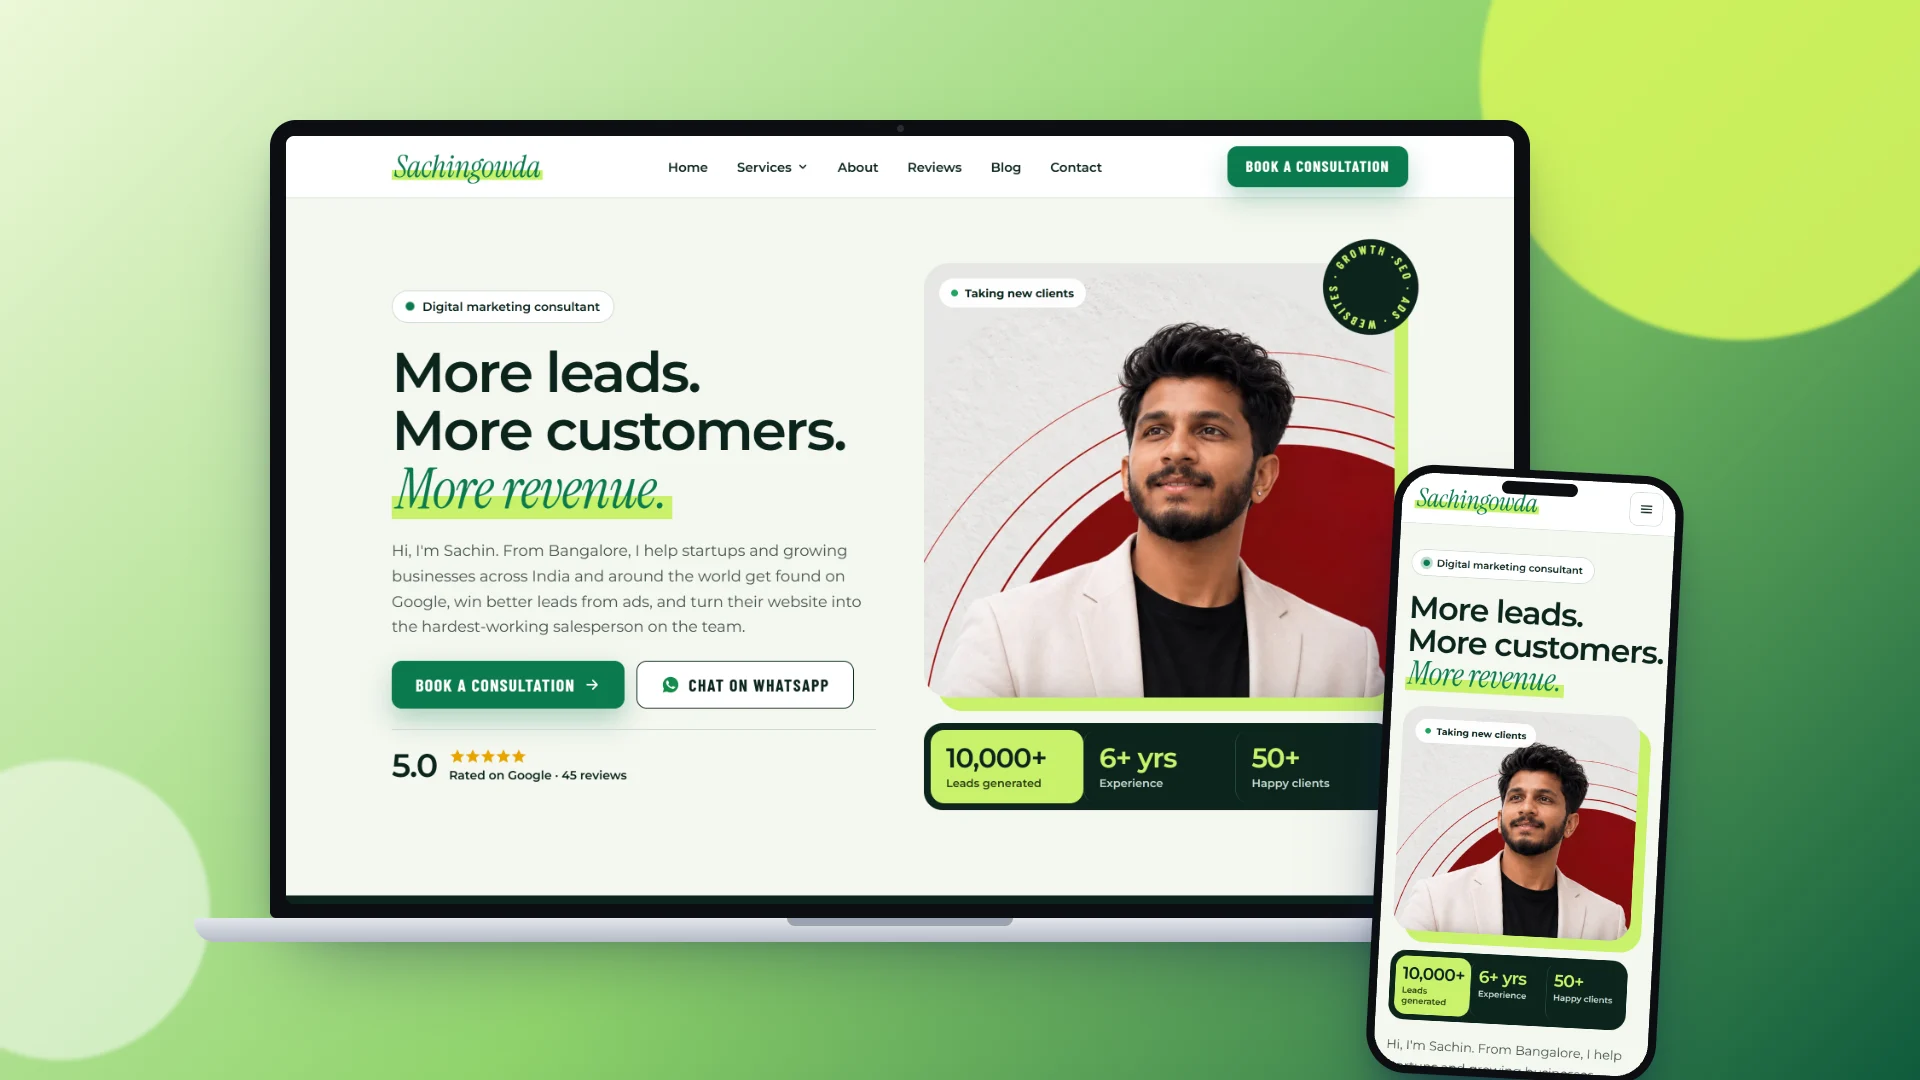 Sachingowda
Home Services About Reviews Blog Contact
BOOK A CONSULTATION
Digital marketing consultant
More leads.
More customers.
More revenue.
Hi, I'm Sachin. From Bangalore, I help startups and growing
businesses across India and around the world get found on
Google, win better leads from ads, and turn their website into
the hardest-working salesperson on the team.
BOOK A CONSULTATION →
CHAT ON WHATSAPP
5.0
Rated on Google · 45 reviews
Taking new clients
GROWTH · SEO · ADS · WEBSITES ·
10,000+
Leads generated
6+ yrs
Experience
50+
Happy clients
Sachingowda
Digital marketing consultant
More leads.
More customers.
More revenue.
Taking new clients
10,000+
Leads
generated
6+ yrs
Experience
50+
Happy clients
Hi, I'm Sachin. From Bangalore, I help
startups and growing businesses